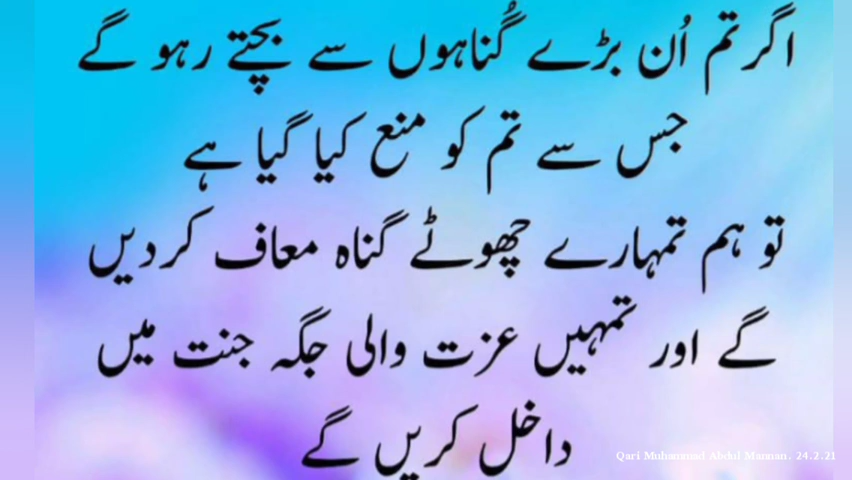 اگر تم اُن بڑے گُناہوں سے بچتے رہو گے
جس سے تم کو منع کیا گیا ہے
تو ہم تمہارے چھوٹے گناہ معاف کردیں
گے اور تمہیں عزت والی جگہ جنت میں
داخل کریں گے
Qari Muhammad Abdul Mannan. 24.2.21